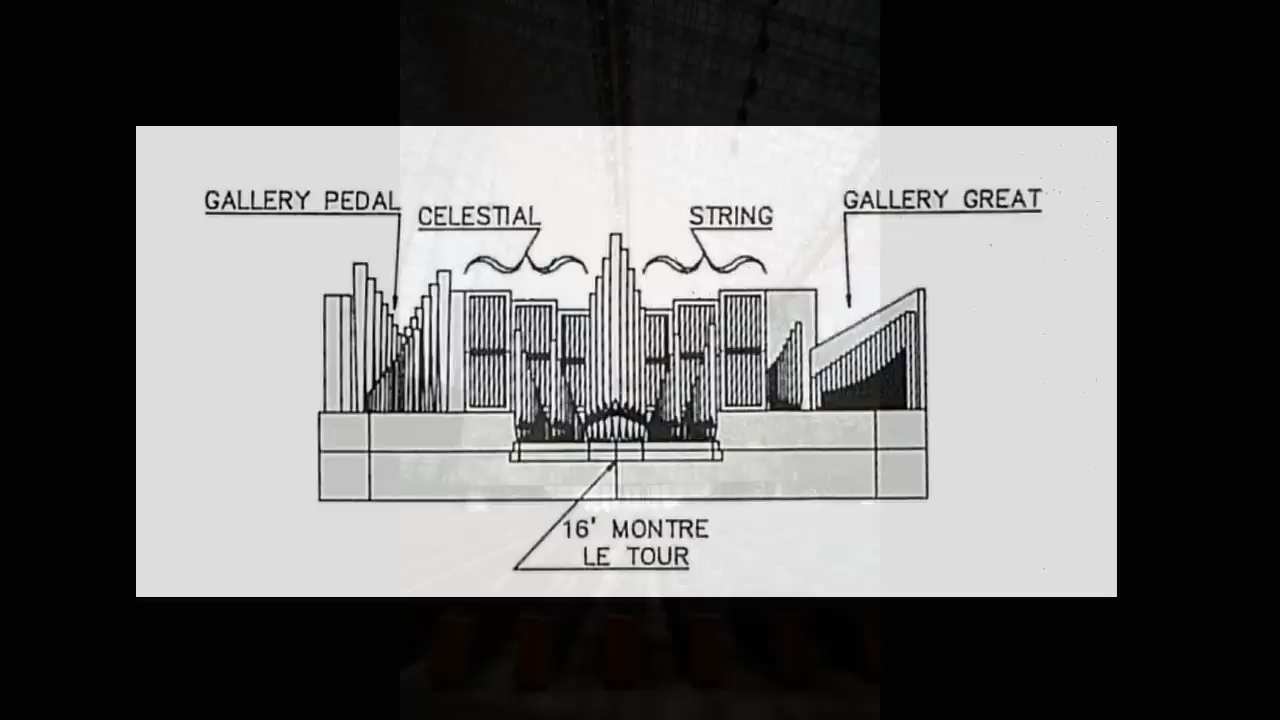 GALLERY PEDAL
CELESTIAL
STRING
GALLERY GREAT
16' MONTRE
LE TOUR